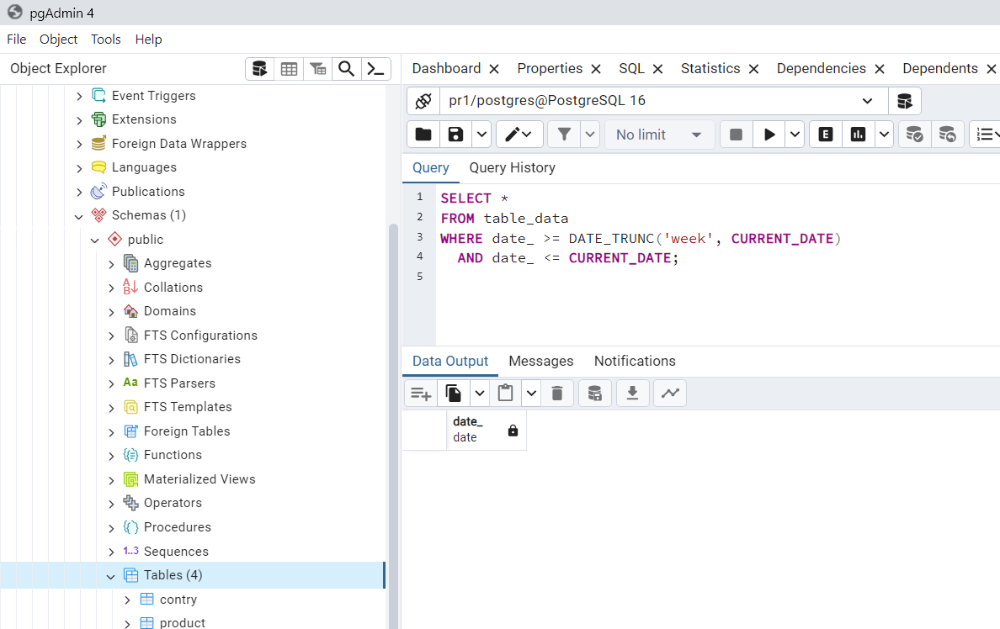 pgAdmin 4
File Object Tools Help
Object Explorer
Event Triggers
Extensions
Foreign Data Wrappers
Languages
Publications
Schemas (1)
public
Aggregates
Collations
Domains
FTS Configurations
FTS Dictionaries
Aa FTS Parsers
FTS Templates
Foreign Tables
Functions
Materialized Views
Operators
Procedures
1..3 Sequences
Tables (4)
contry
product
Dashboard Properties SQL Statistics Dependencies Dependents
pr1/postgres@PostgreSQL 16
No limit E
Query Query History
1 SELECT *
2 FROM table_data
3 WHERE date_ >= DATE_TRUNC('week', CURRENT_DATE)
4 AND date_ <= CURRENT_DATE;
5
Data Output Messages Notifications
date_
date